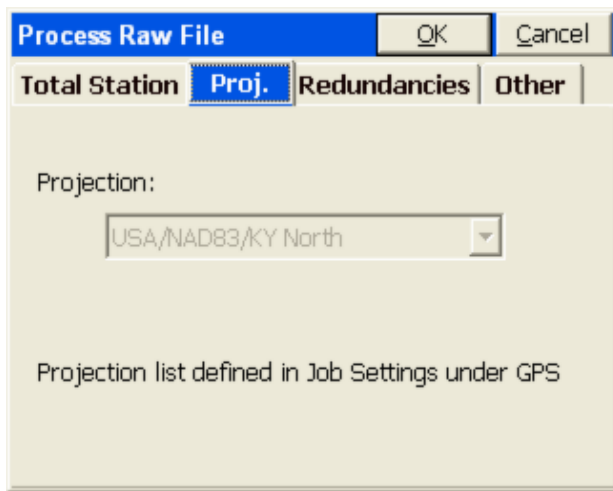 Process Raw File OK Cancel
Total Station Proj. Redundancies Other
Projection:
USA/NAD83/KY North
Projection list defined in Job Settings under GPS